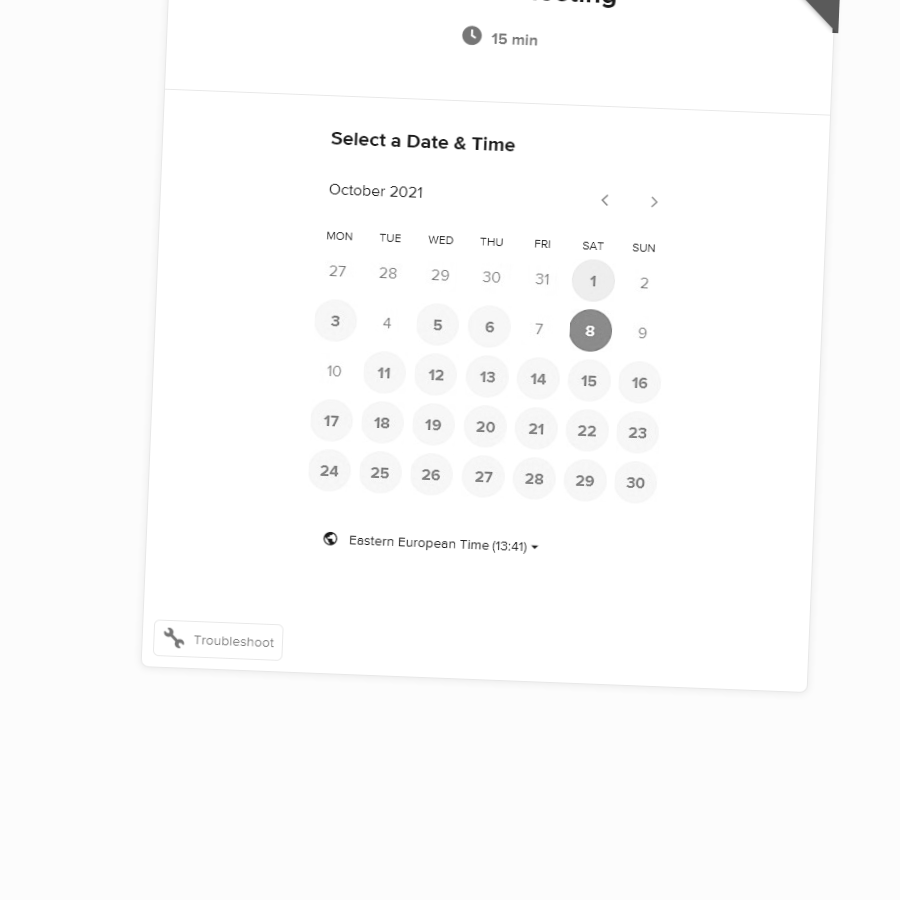 15 min
Select a Date & Time
October 2021
MON TUE WED THU FRI SAT SUN
27 28 29 30 31 1 2
3 4 5 6 7 8 9
10 11 12 13 14 15 16
17 18 19 20 21 22 23
24 25 26 27 28 29 30
Eastern European Time (13:41)
Troubleshoot